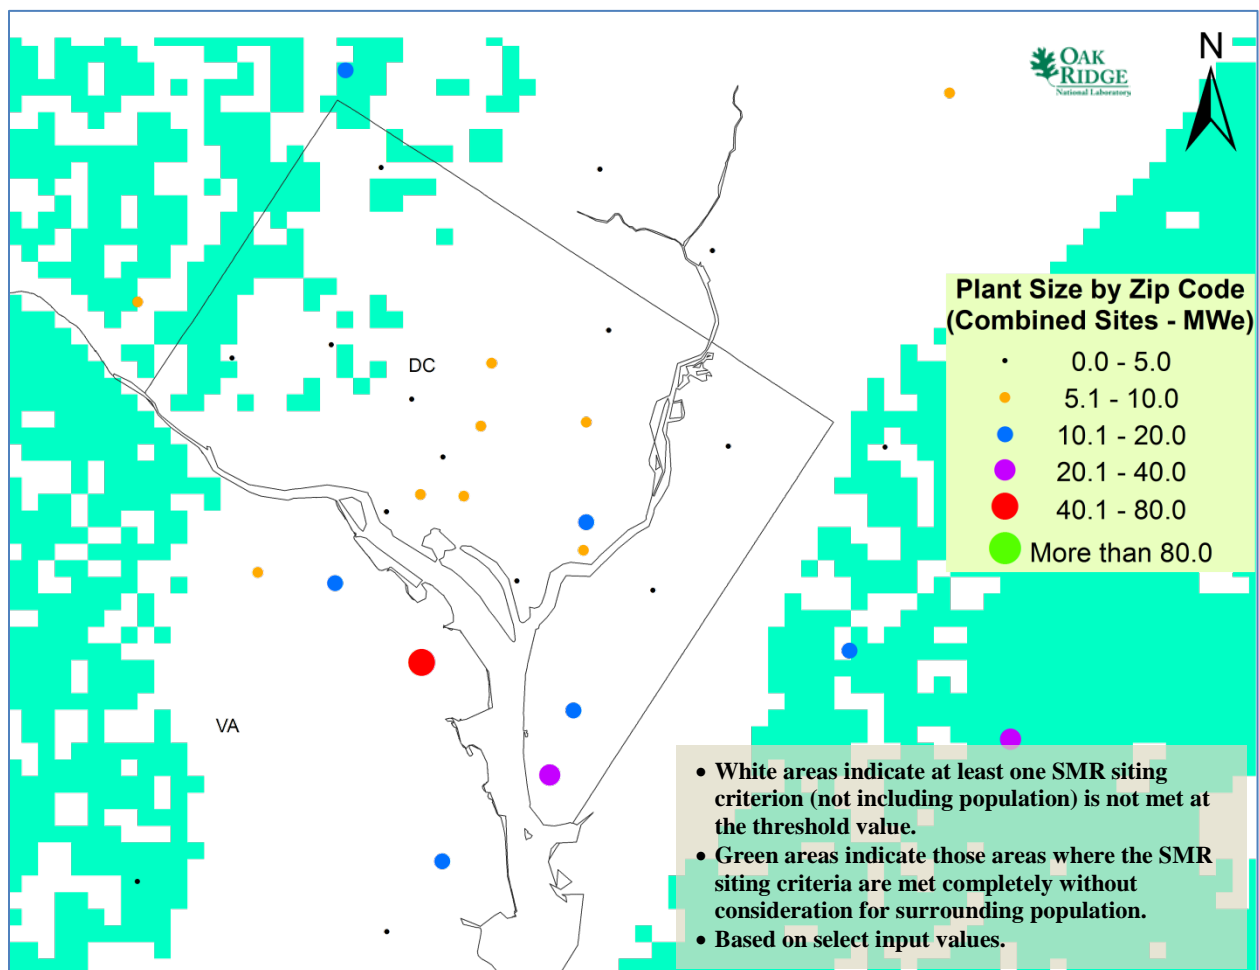 OAK
RIDGE
National Laboratory
N
Plant Size by Zip Code
(Combined Sites - MWe)
0.0 - 5.0
5.1 - 10.0
10.1 - 20.0
20.1 - 40.0
40.1 - 80.0
More than 80.0
DC
VA
• White areas indicate at least one SMR siting
criterion (not including population) is not met at
the threshold value.
• Green areas indicate those areas where the SMR
siting criteria are met completely without
consideration for surrounding population.
• Based on select input values.